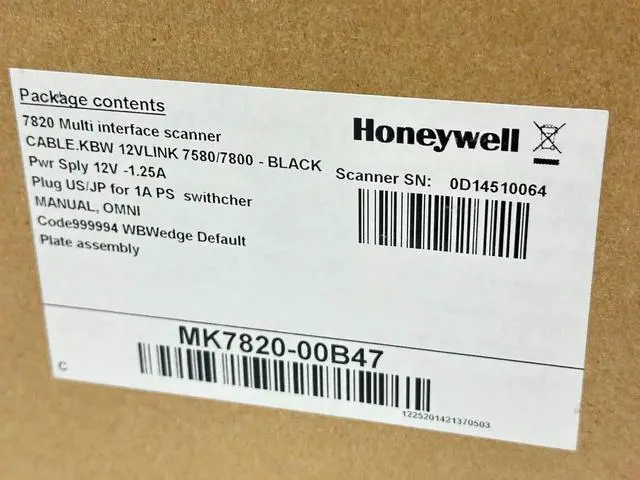 Package contents
7820 Multi interface scanner
CABLE.KBW 12VLINK 7580/7800 - BLACK
Pwr Sply 12V -1.25A
Plug US/JP for 1A PS swithcher
MANUAL, OMNI
Code999994 WBWedge Default
Plate assembly
Honeywell
Scanner SN: 0D14510064
MK7820-00B47
C
1225201421370503